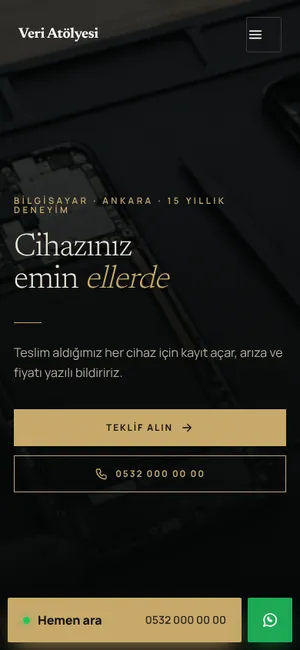 Veri Atölyesi
BİLGİSAYAR · ANKARA · 15 YILLIK
DENEYİM
Cihazınız
emin ellerde
Teslim aldığımız her cihaz için kayıt açar, arıza ve
fiyatı yazılı bildiririz.
TEKLİF ALIN →
0532 000 00 00
Hemen ara 0532 000 00 00